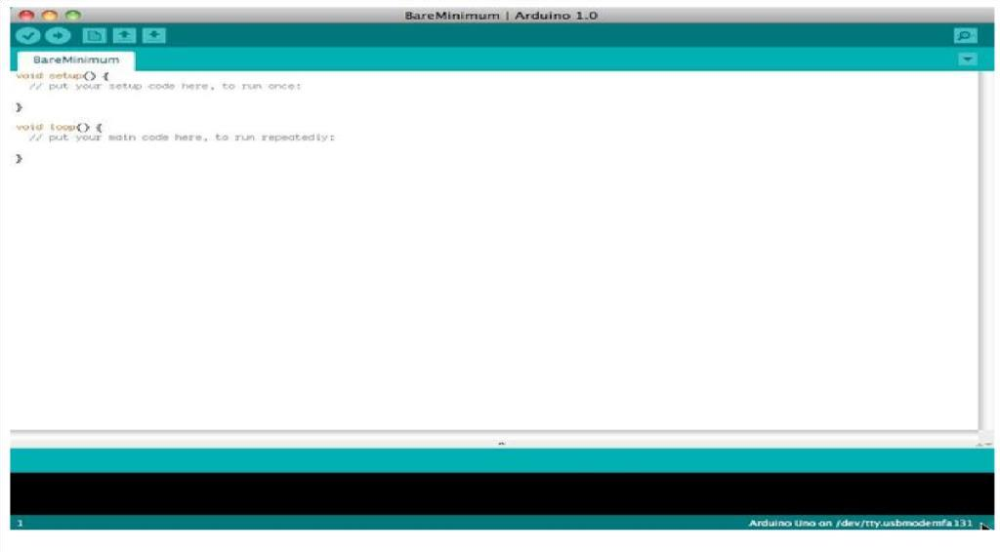 BareMinimum | Arduino 1.0
BareMinimum
void setup() {
// put your setup code here, to run once:
}
void loop() {
// put your main code here, to run repeatedly:
}
1
Arduino Uno on /dev/tty.usbmodemfa131